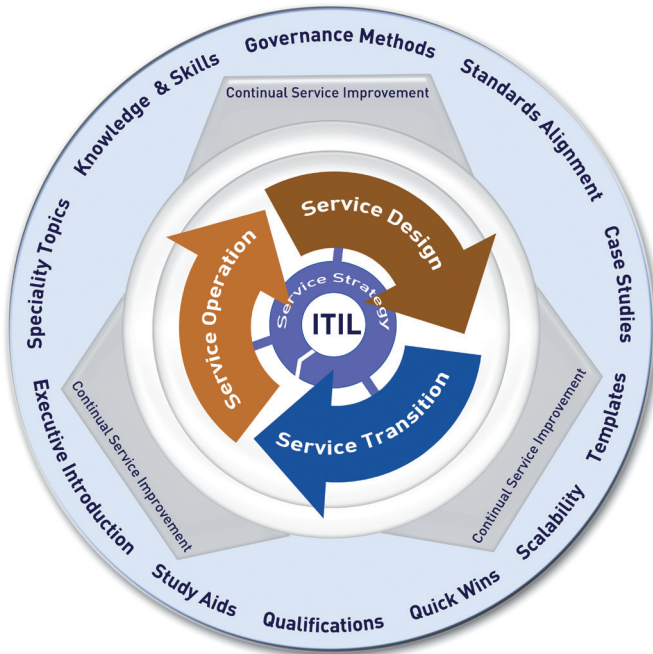 Governance Methods
Standards Alignment
Case Studies
Templates
Scalability
Quick Wins
Qualifications
Study Aids
Executive Introduction
Speciality Topics
Knowledge & Skills
Continual Service Improvement
Continual Service Improvement
Continual Service Improvement
Service Design
Service Transition
Service Operation
Service Strategy
ITIL